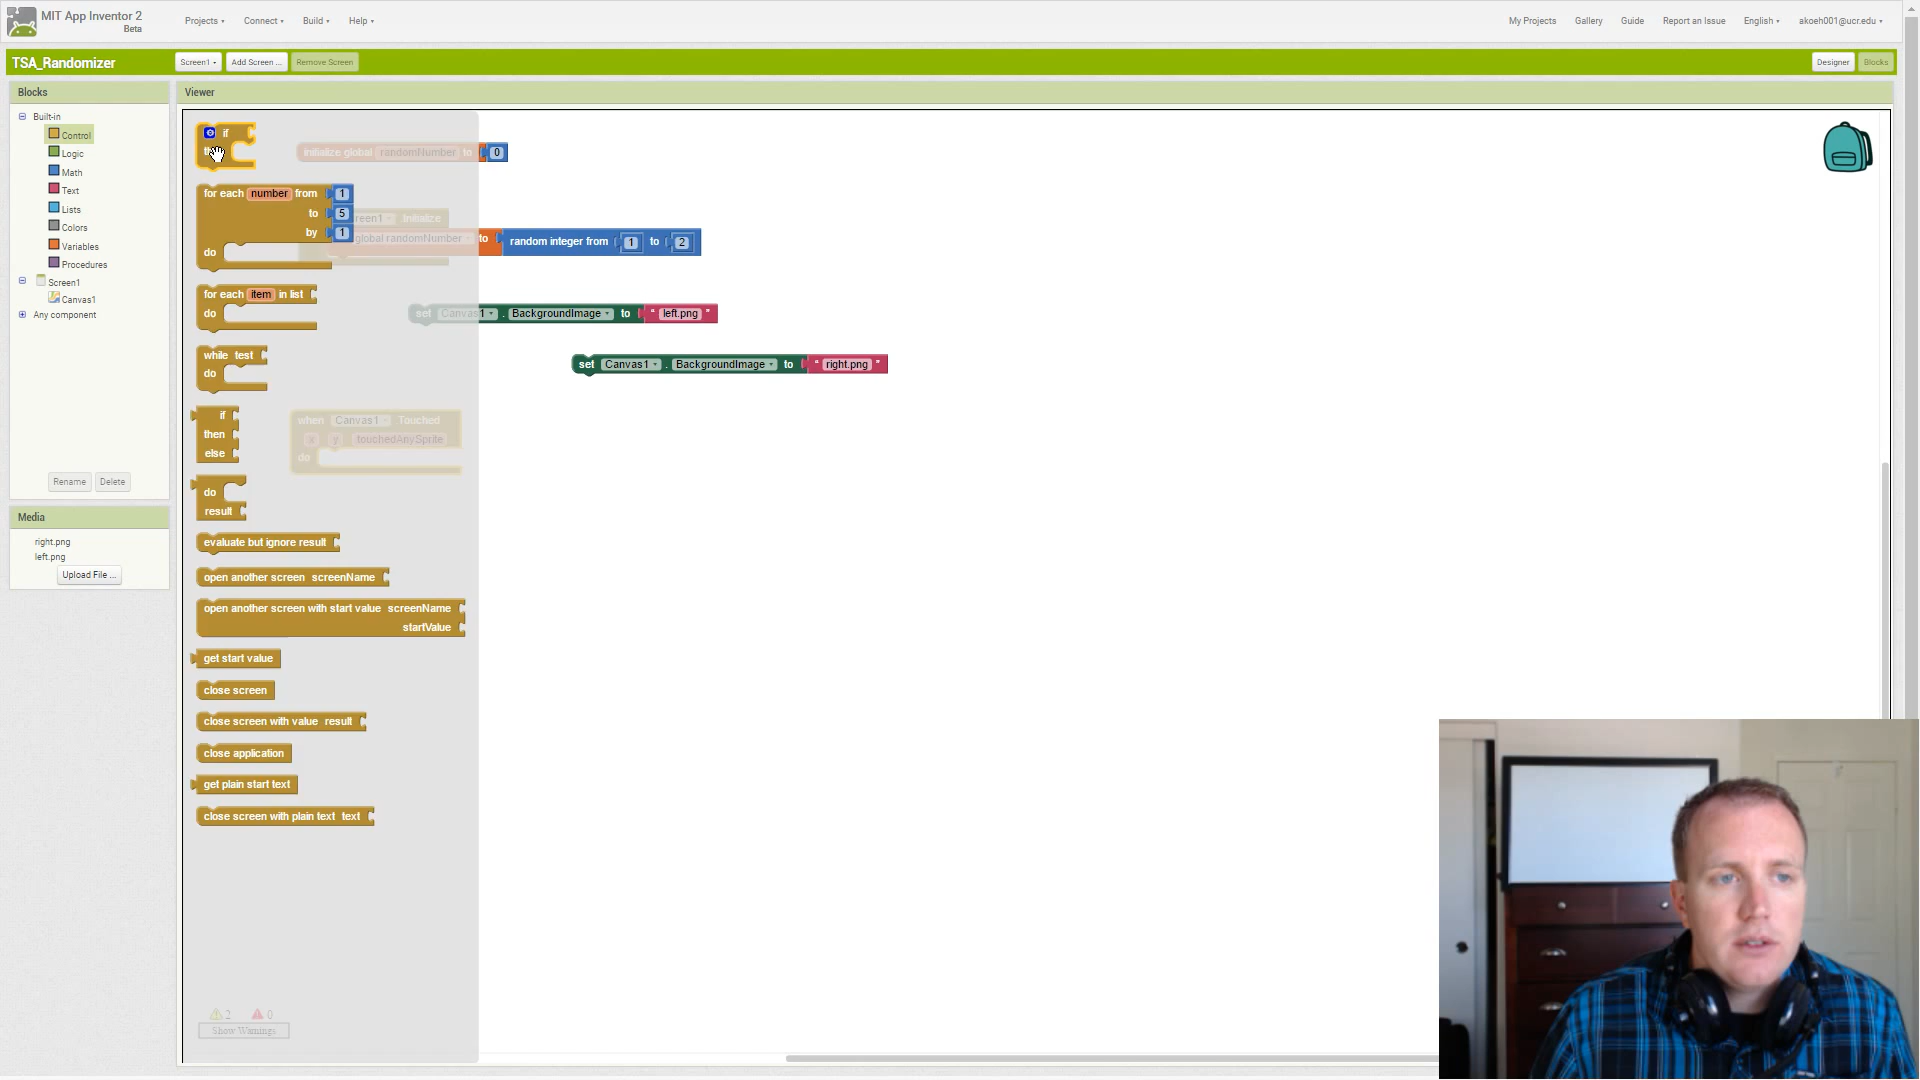 MIT App Inventor 2
Beta
Projects Connect Build Help
My Projects Gallery Guide Report an Issue English akoeh001@ucr.edu
TSA_Randomizer
Screen1 Add Screen ... Remove Screen
Designer Blocks
Blocks
Built-in
Control
Logic
Math
Text
Lists
Colors
Variables
Procedures
Screen1
Canvas1
Any component
Rename Delete
Media
right.png
left.png
Upload File ...
Viewer
if
initialize global randomNumber to 0
for each number from 1
to 5
by 1
do
.Initialize
global randomNumber to random integer from 1 to 2
for each item in list
do
set Canvas1 . BackgroundImage to " left.png "
while test
do
set Canvas1 . BackgroundImage to " right.png "
if
then
else
when Canvas1 .Touched
x y touchedAnySprite
do
do
result
evaluate but ignore result
open another screen screenName
open another screen with start value screenName
startValue
get start value
close screen
close screen with value result
close application
get plain start text
close screen with plain text text
2 0
Show Warnings